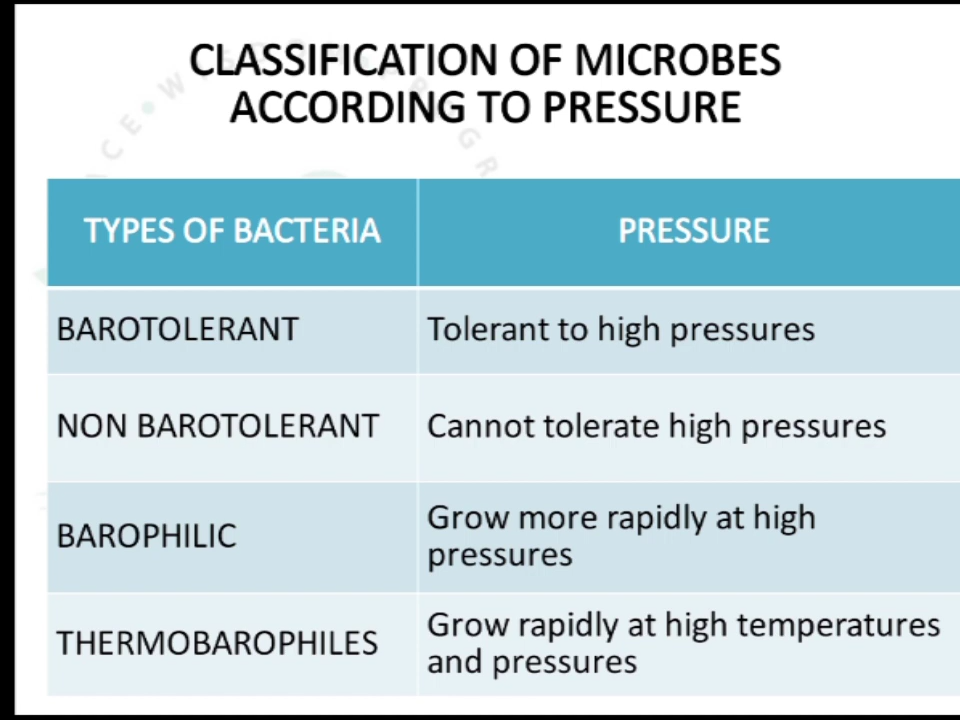 CLASSIFICATION OF MICROBES
ACCORDING TO PRESSURE
TYPES OF BACTERIA
PRESSURE
BAROTOLERANT
Tolerant to high pressures
NON BAROTOLERANT
Cannot tolerate high pressures
BAROPHILIC
Grow more rapidly at high
pressures
THERMOBAROPHILES
Grow rapidly at high temperatures
and pressures